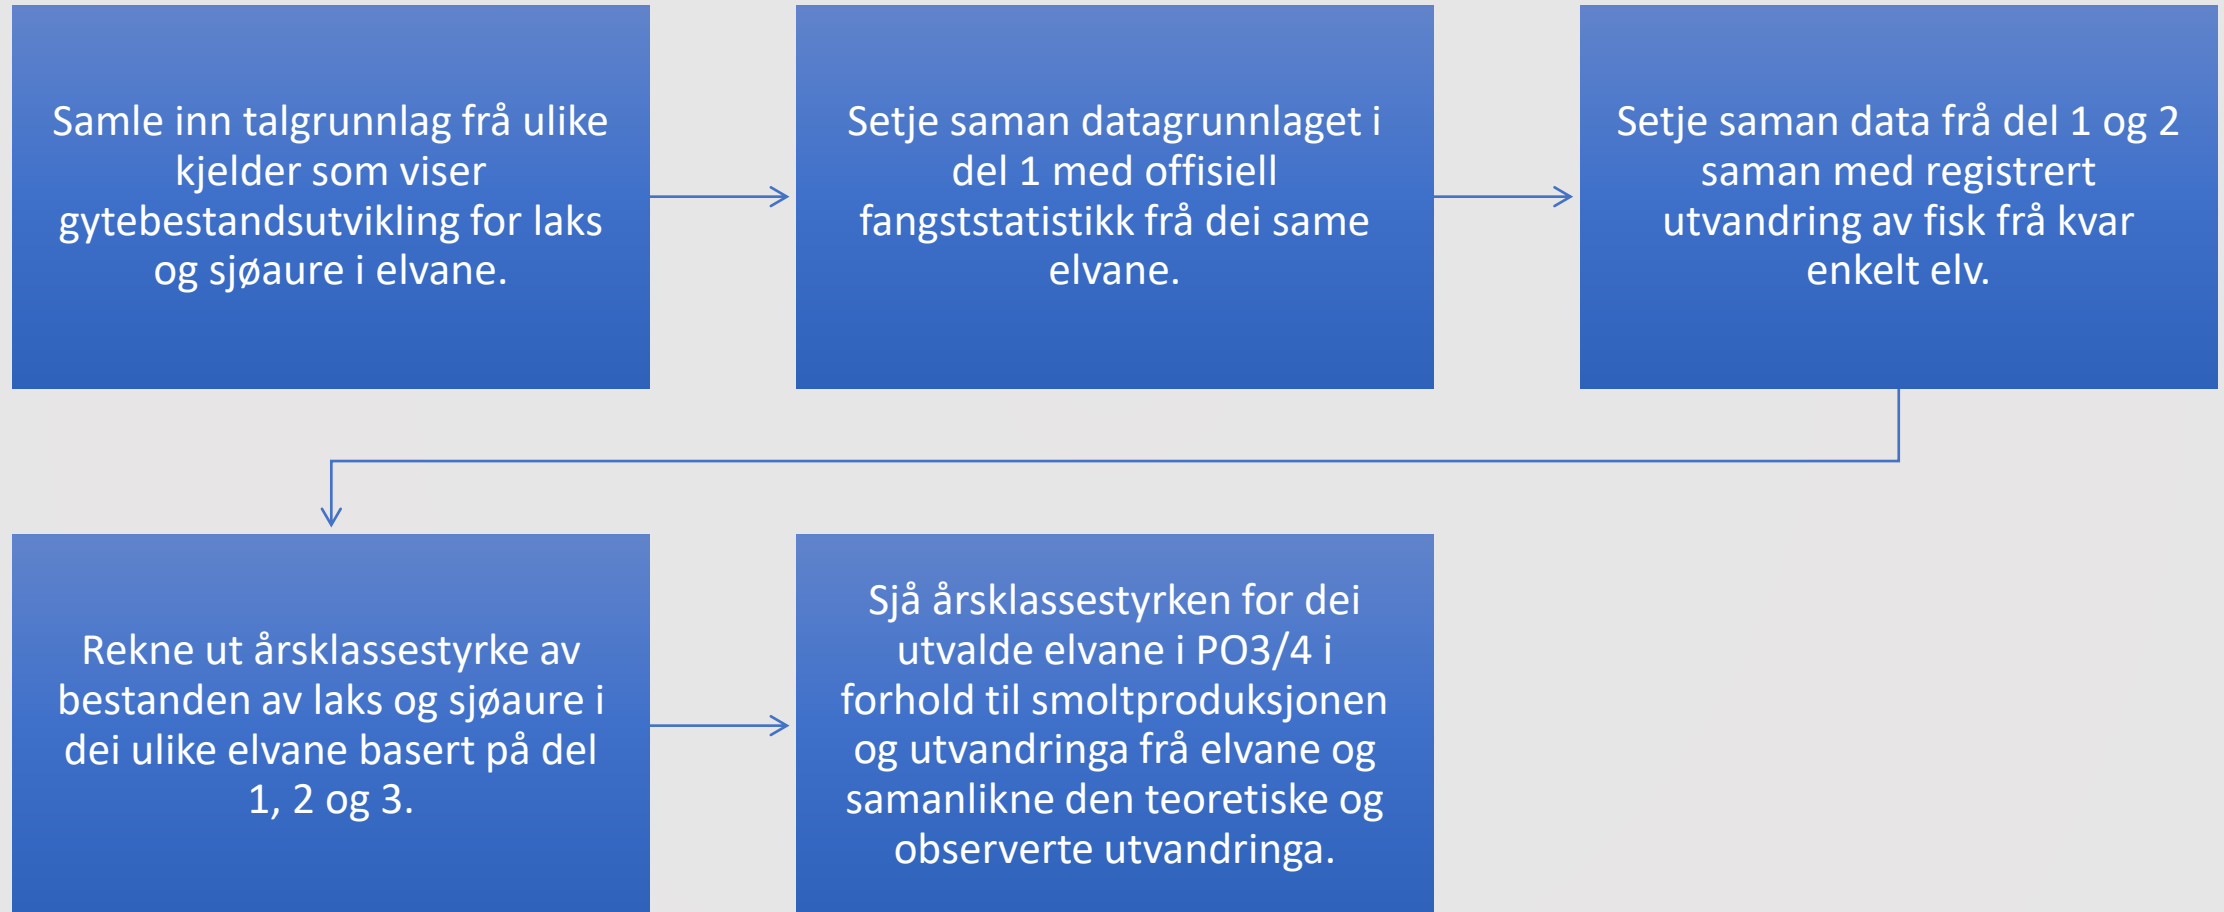 Samle inn talgrunnlag frå ulike
kjelder som viser
gytebestandsutvikling for laks
og sjøaure i elvane.
Setje saman datagrunnlaget i
del 1 med offisiell
fangststatistikk frå dei same
elvane.
Setje saman data frå del 1 og 2
saman med registrert
utvandring av fisk frå kvar
enkelt elv.
Rekne ut årsklassestyrke av
bestanden av laks og sjøaure i
dei ulike elvane basert på del
1, 2 og 3.
Sjå årsklassestyrken for dei
utvalde elvane i PO3/4 i
forhold til smoltproduksjonen
og utvandringa frå elvane og
samanlikne den teoretiske og
observerte utvandringa.